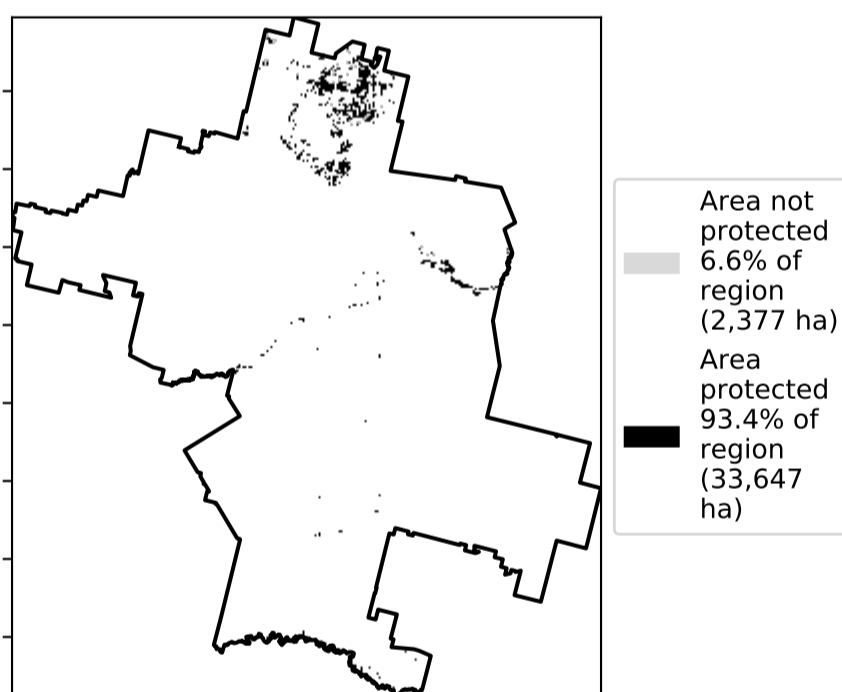 Area not
protected
6.6% of
region
(2,377 ha)
Area
protected
93.4% of
region
(33,647
ha)